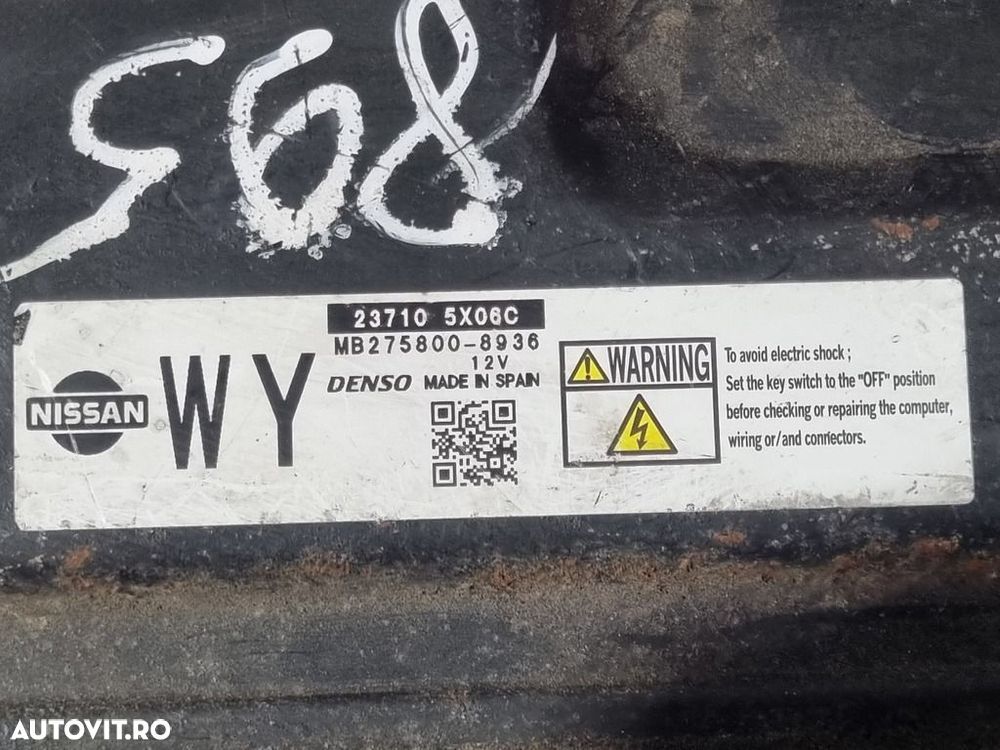 568
23710 5X06C
MB275800-8936
12V
DENSO MADE IN SPAIN
NISSAN
WY
WARNING
To avoid electric shock ;
Set the key switch to the "OFF" position
before checking or repairing the computer,
wiring or/and connectors.
AUTOVIT.RO